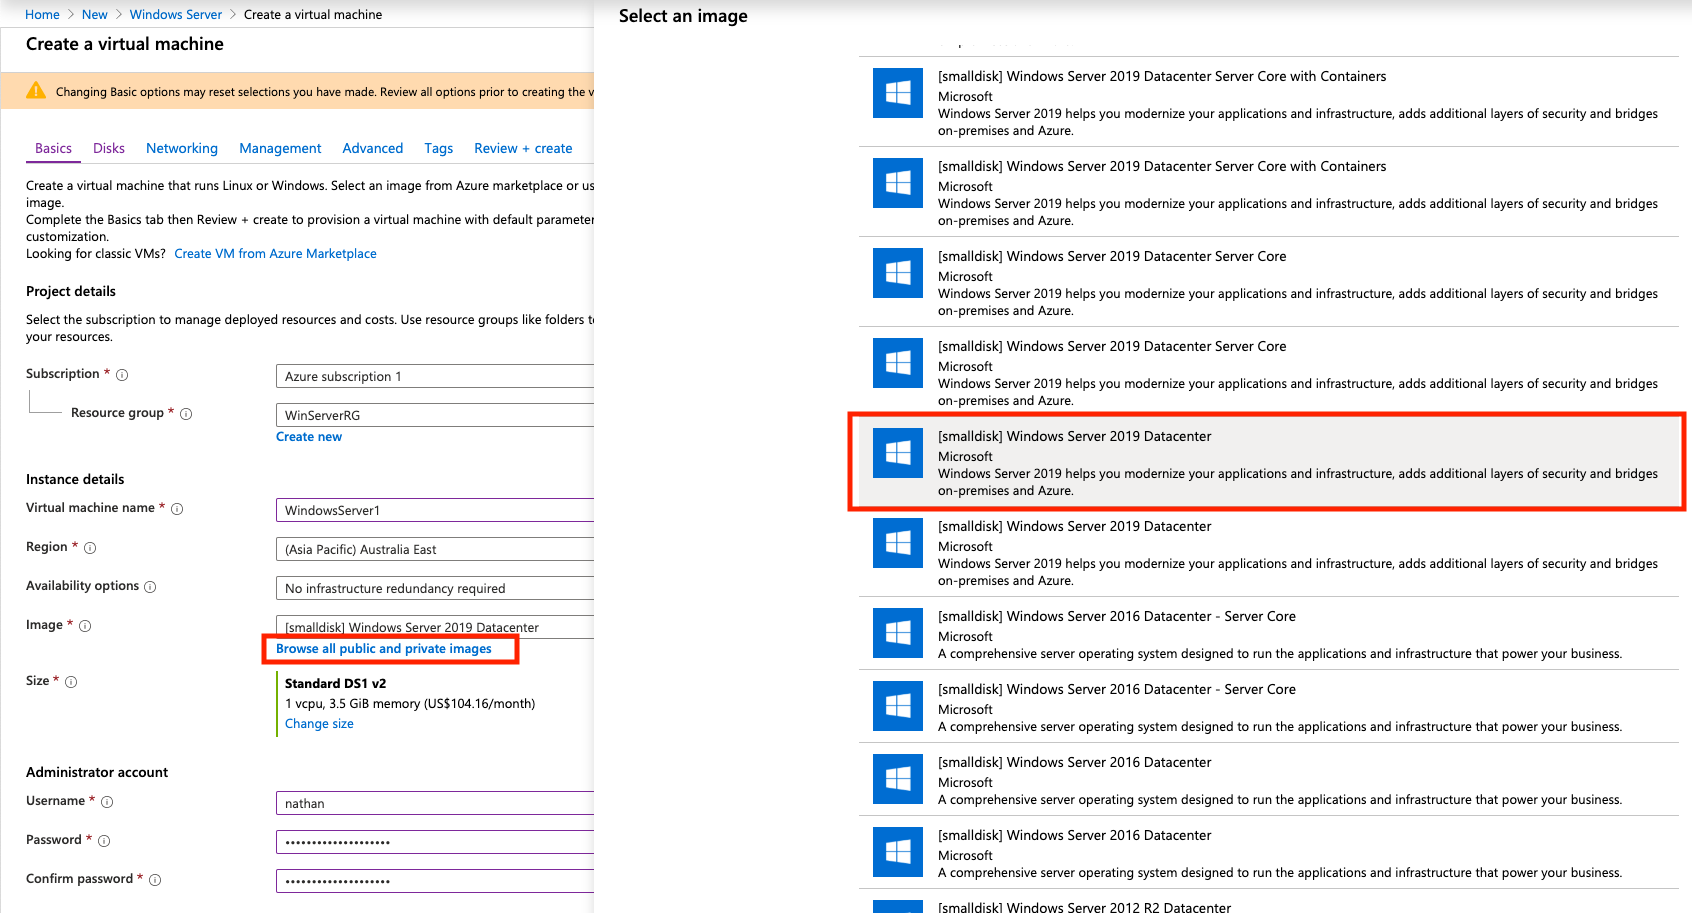 Home > New > Windows Server > Create a virtual machine
Create a virtual machine
Changing Basic options may reset selections you have made. Review all options prior to creating the
Basics Disks Networking Management Advanced Tags Review + create
Create a virtual machine that runs Linux or Windows. Select an image from Azure marketplace or
image.
Complete the Basics tab then Review + create to provision a virtual machine with default
customization.
Looking for classic VMs? Create VM from Azure Marketplace
Project details
Select the subscription to manage deployed resources and costs. Use resource groups like folders
your resources.
Subscription *
Azure subscription 1
Resource group *
WinServerRG
Create new
Instance details
Virtual machine name *
WindowsServer1
Region *
(Asia Pacific) Australia East
Availability options
No infrastructure redundancy required
Image *
[smalldisk] Windows Server 2019 Datacenter
Browse all public and private images
Size *
Standard DS1 v2
1 vcpu, 3.5 GiB memory (US$104.16/month)
Change size
Administrator account
Username *
nathan
Password *
••••••••••••••••••••
Confirm password *
••••••••••••••••••••
Select an image
[smalldisk] Windows Server 2019 Datacenter Server Core with Containers
Microsoft
Windows Server 2019 helps you modernize your applications and infrastructure, adds additional layers of security and bridges
on-premises and Azure.
[smalldisk] Windows Server 2019 Datacenter Server Core with Containers
Microsoft
Windows Server 2019 helps you modernize your applications and infrastructure, adds additional layers of security and bridges
on-premises and Azure.
[smalldisk] Windows Server 2019 Datacenter Server Core
Microsoft
Windows Server 2019 helps you modernize your applications and infrastructure, adds additional layers of security and bridges
on-premises and Azure.
[smalldisk] Windows Server 2019 Datacenter Server Core
Microsoft
Windows Server 2019 helps you modernize your applications and infrastructure, adds additional layers of security and bridges
on-premises and Azure.
[smalldisk] Windows Server 2019 Datacenter
Microsoft
Windows Server 2019 helps you modernize your applications and infrastructure, adds additional layers of security and bridges
on-premises and Azure.
[smalldisk] Windows Server 2019 Datacenter
Microsoft
Windows Server 2019 helps you modernize your applications and infrastructure, adds additional layers of security and bridges
on-premises and Azure.
[smalldisk] Windows Server 2016 Datacenter - Server Core
Microsoft
A comprehensive server operating system designed to run the applications and infrastructure that power your business.
[smalldisk] Windows Server 2016 Datacenter - Server Core
Microsoft
A comprehensive server operating system designed to run the applications and infrastructure that power your business.
[smalldisk] Windows Server 2016 Datacenter
Microsoft
A comprehensive server operating system designed to run the applications and infrastructure that power your business.
[smalldisk] Windows Server 2016 Datacenter
Microsoft
A comprehensive server operating system designed to run the applications and infrastructure that power your business.
[smalldisk] Windows Server 2012 R2 Datacenter